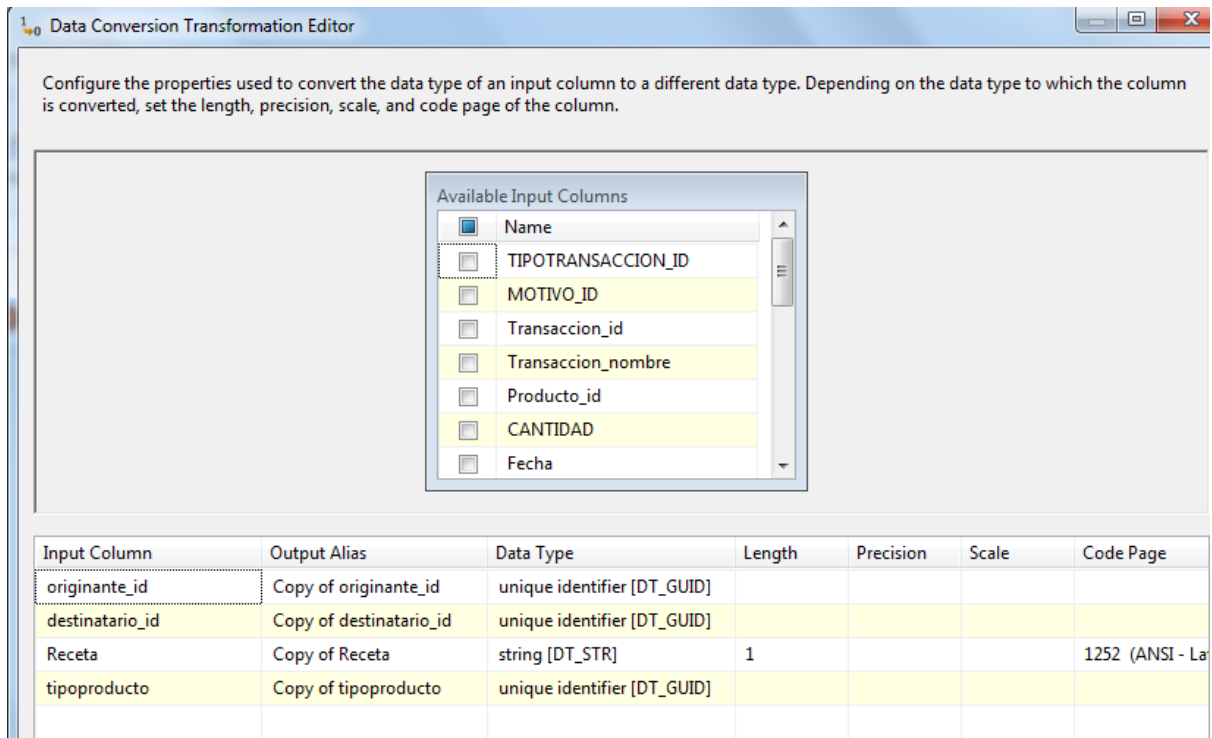 Data Conversion Transformation Editor
Configure the properties used to convert the data type of an input column to a different data type. Depending on the data type to which the column
is converted, set the length, precision, scale, and code page of the column.
Available Input Columns
Name
TIPOTRANSACCION_ID
MOTIVO_ID
Transaccion_id
Transaccion_nombre
Producto_id
CANTIDAD
Fecha
Input Column Output Alias Data Type Length Precision Scale Code Page
originante_id Copy of originante_id unique identifier [DT_GUID]
destinatario_id Copy of destinatario_id unique identifier [DT_GUID]
Receta Copy of Receta string [DT_STR] 1 1252 (ANSI - La
tipoproducto Copy of tipoproducto unique identifier [DT_GUID]